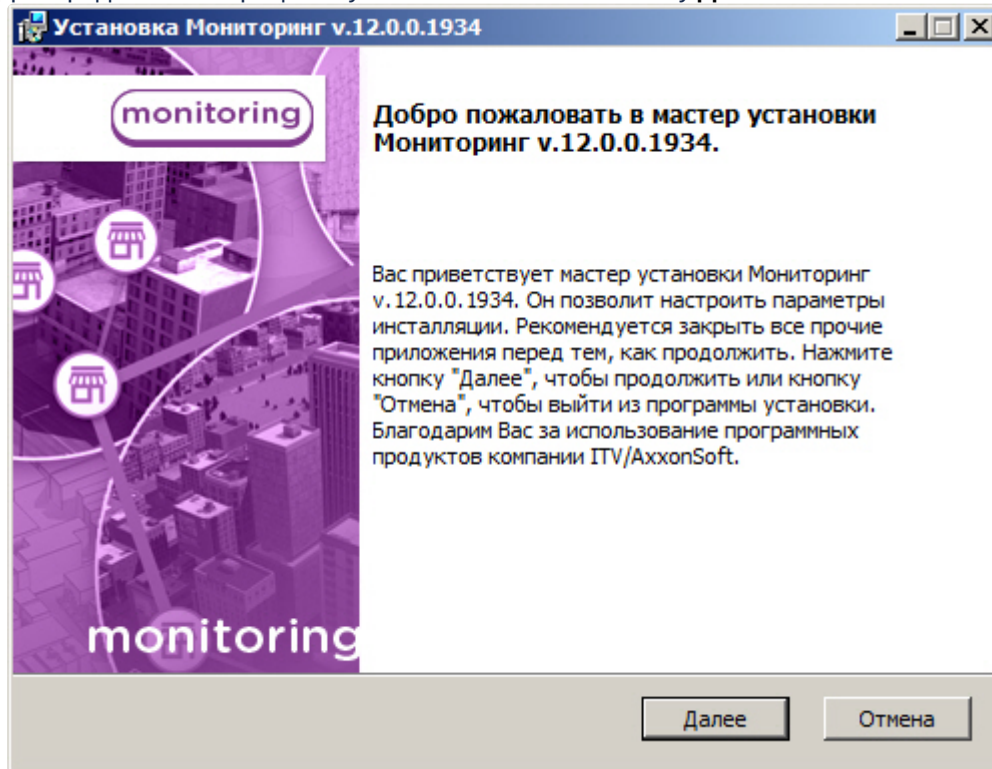 Установка Мониторинг v.12.0.0.1934
monitoring
Добро пожаловать в мастер установки
Мониторинг v.12.0.0.1934.
Вас приветствует мастер установки Мониторинг
v.12.0.0.1934. Он позволит настроить параметры
инсталляции. Рекомендуется закрыть все прочие
приложения перед тем, как продолжить. Нажмите
кнопку "Далее", чтобы продолжить или кнопку
"Отмена", чтобы выйти из программы установки.
Благодарим Вас за использование программных
продуктов компании ITV/AxxonSoft.
monitoring
Далее
Отмена